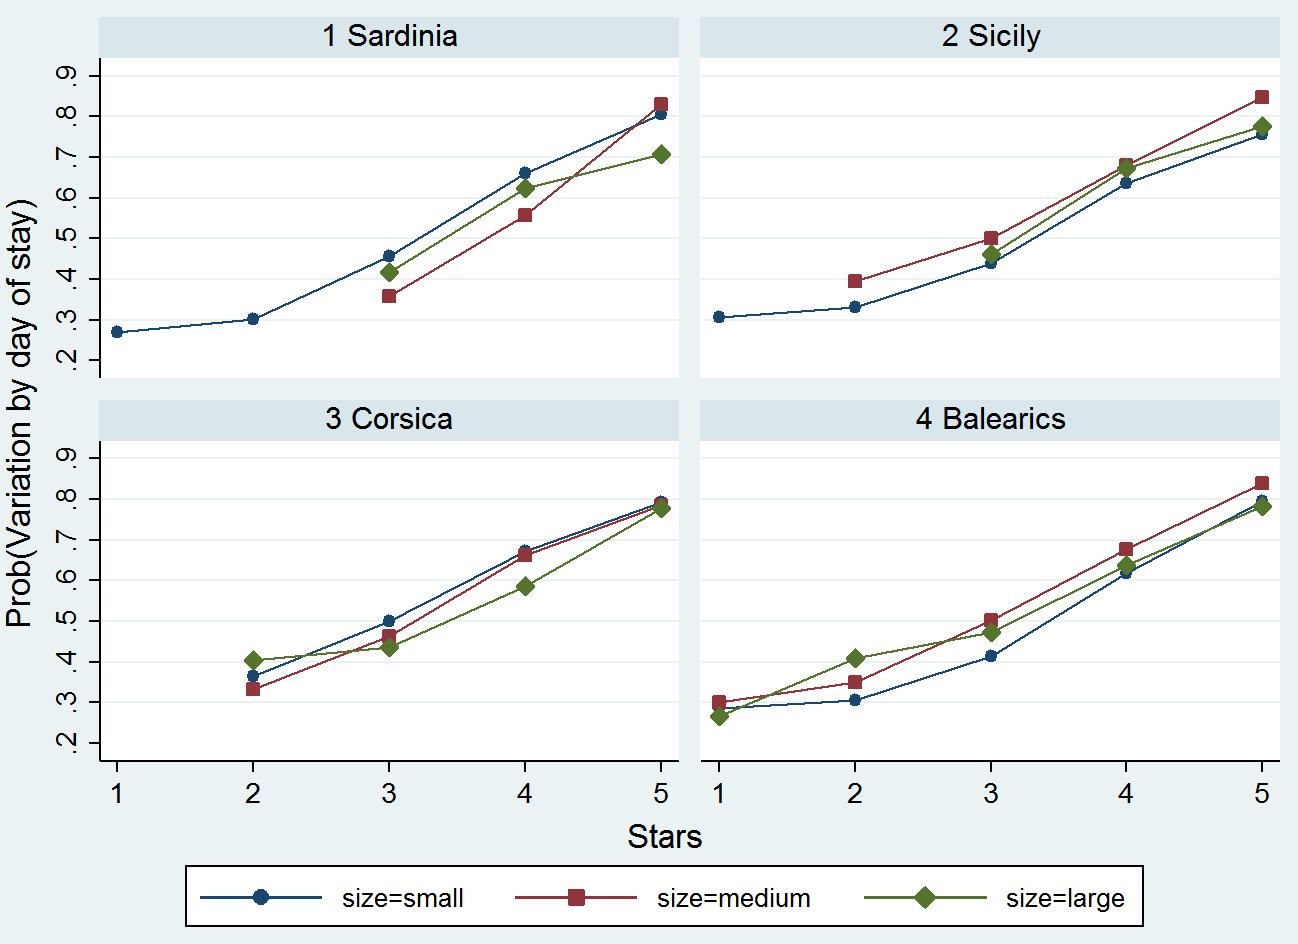 Prob(Variation by day of stay)
1 Sardinia
2 Sicily
.9
.8
.7
.6
.5
.4
.3
.2
3 Corsica
4 Balearics
.9
.8
.7
.6
.5
.4
.3
.2
1 2 3 4 5
1 2 3 4 5
Stars
size=small size=medium size=large